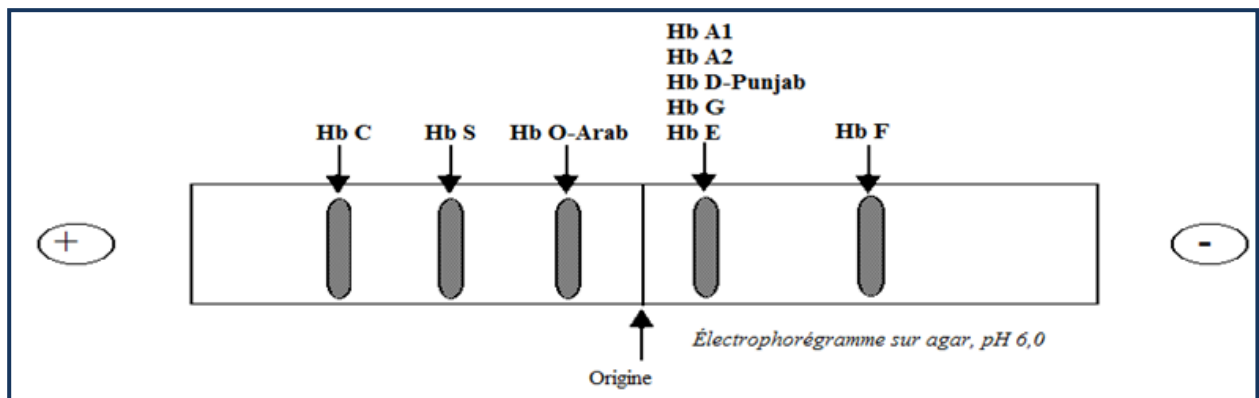 Hb A1
Hb A2
Hb D-Punjab
Hb G
Hb C Hb S Hb O-Arab Hb E Hb F
+ -
Électrophorégramme sur agar, pH 6,0
Origine